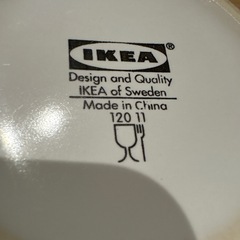 IKEA®
Design and Quality
IKEA of Sweden
Made in China
120 11